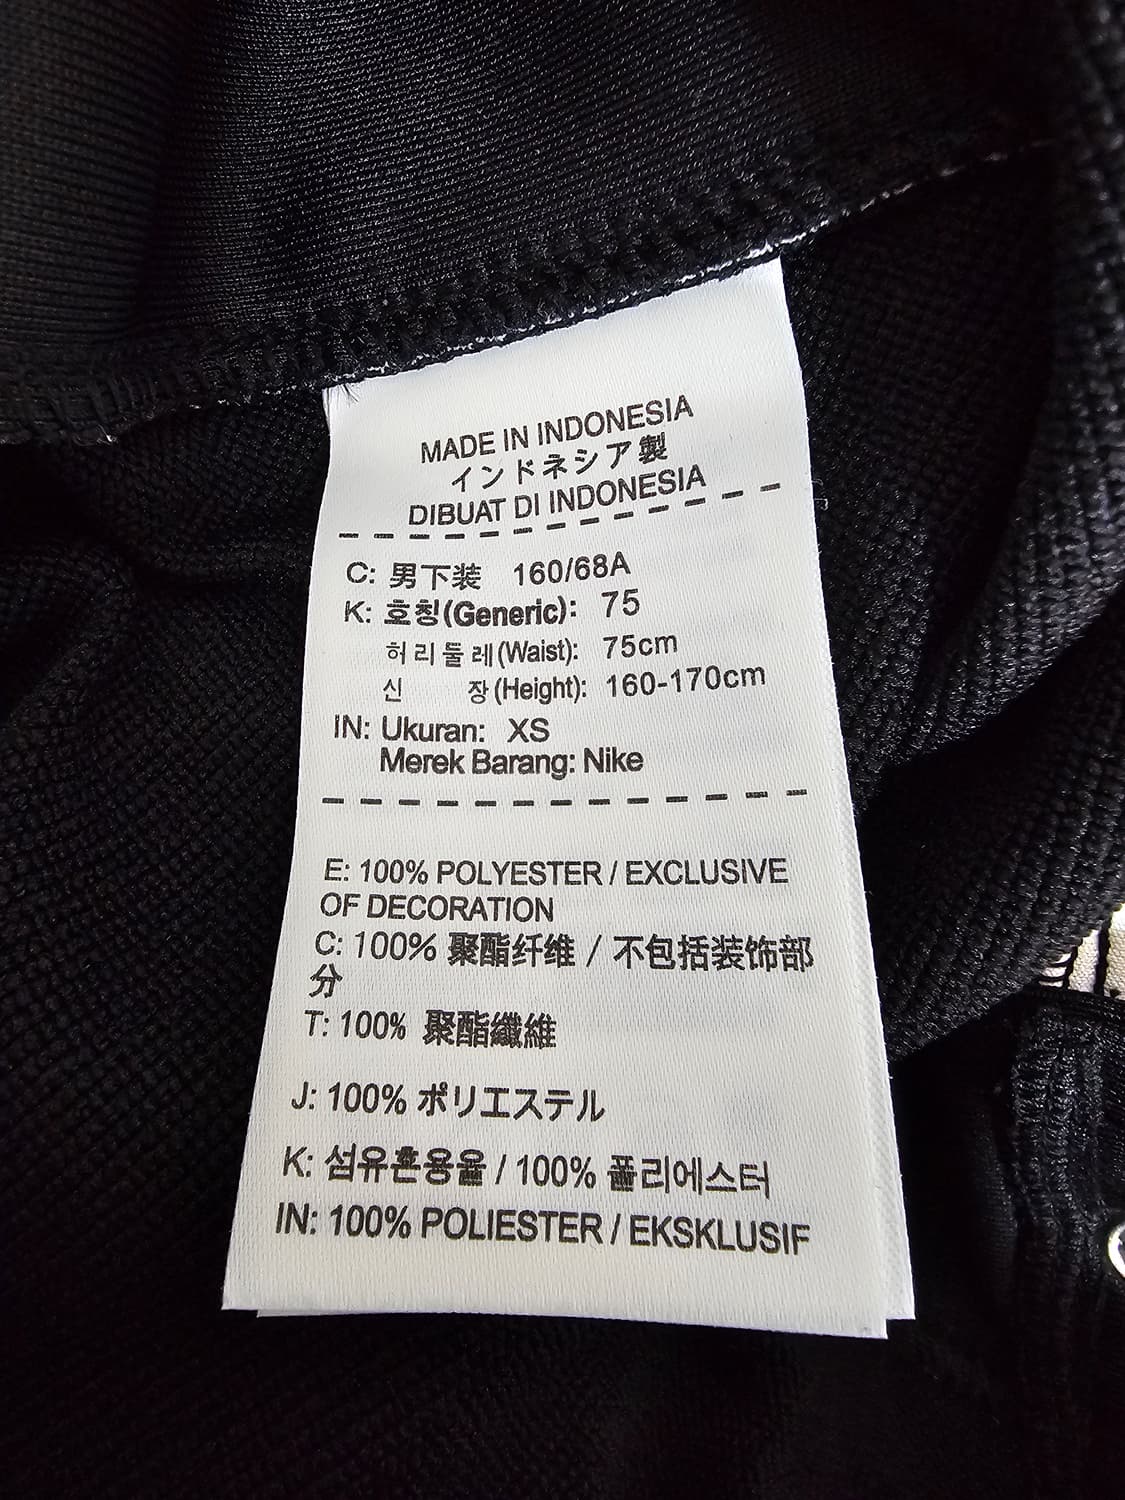 MADE IN INDONESIA
インドネシア製
DIBUAT DI INDONESIA
C: 男下装 160/68A
K: 호칭(Generic): 75
허리둘레(Waist): 75cm
신 장(Height): 160-170cm
IN: Ukuran: XS
Merek Barang: Nike
E: 100% POLYESTER / EXCLUSIVE
OF DECORATION
C: 100% 聚酯纤维 / 不包括装饰部
分
T: 100% 聚酯纖維
J: 100% ポリエステル
K: 섬유혼용율 / 100% 폴리에스터
IN: 100% POLIESTER / EKSKLUSIF